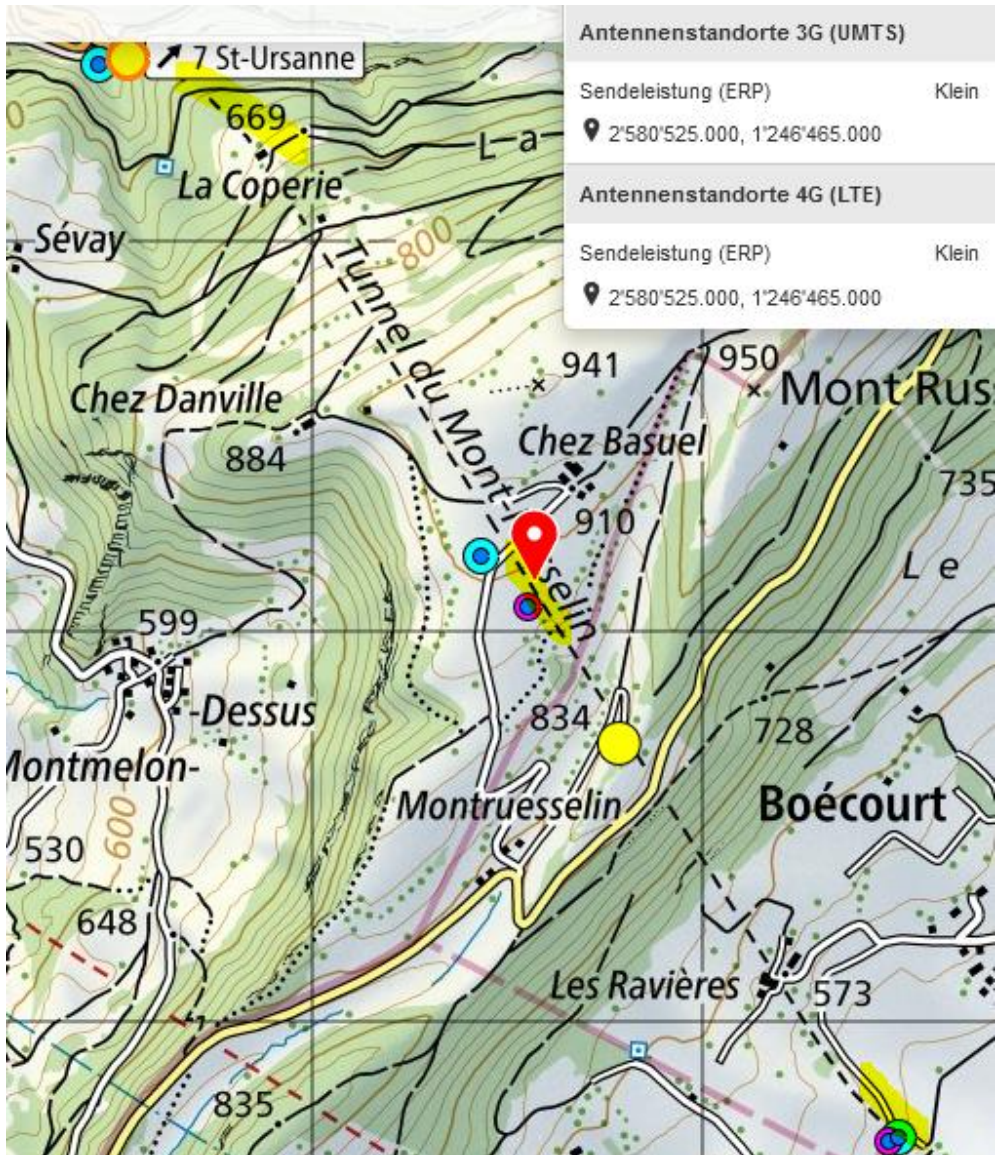 Antennenstandorte 3G (UMTS)
Sendeleistung (ERP) Klein
2'580'525.000, 1'246'465.000
Antennenstandorte 4G (LTE)
Sendeleistung (ERP) Klein
2'580'525.000, 1'246'465.000
7 St-Ursanne
669
La
La Coperie
Sévay
800
Tunnel du Mont
selin
941
950
Mont Rus
Chez Danville
884
Chez Basuel
910
735
Le
599
-Dessus
834
728
Montmelon-
Montruesselin
Boécourt
600
530
648
Les Ravières
573
835